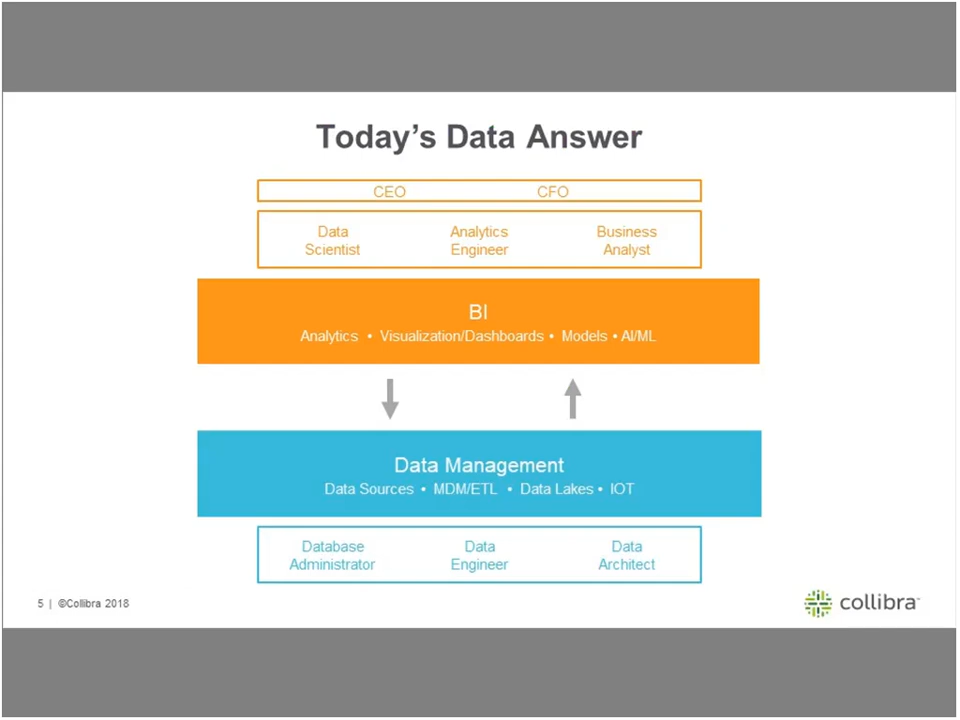 Today's Data Answer
CEO CFO
Data Analytics Business
Scientist Engineer Analyst
BI
Analytics • Visualization/Dashboards • Models • AI/ML
Data Management
Data Sources • MDM/ETL • Data Lakes • IOT
Database Data Data
Administrator Engineer Architect
5 | ©Collibra 2018
collibra